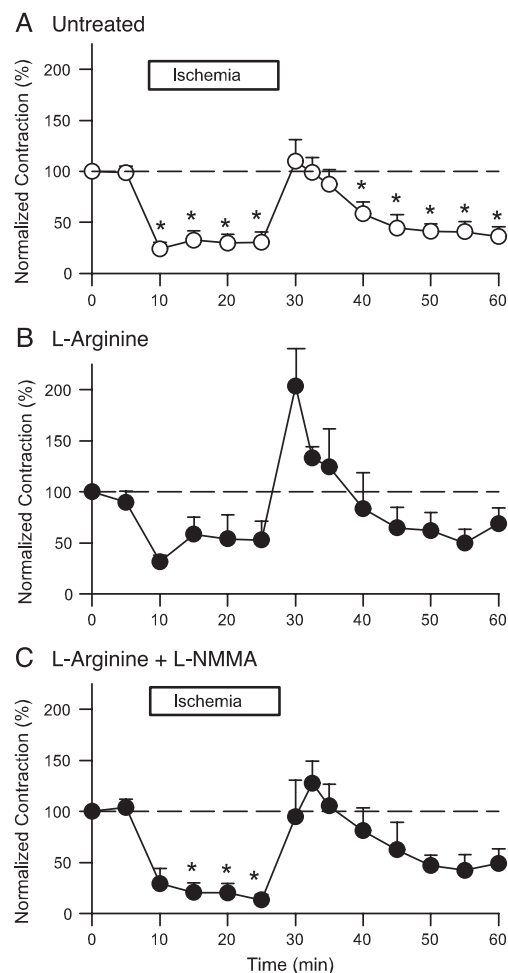 A Untreated
Normalized Contraction (%)
200
150
100
50
0
Ischemia
* * * * * * * * *
0 10 20 30 40 50 60
B L-Arginine
Normalized Contraction (%)
200
150
100
50
0
0 10 20 30 40 50 60
C L-Arginine + L-NMMA
Normalized Contraction (%)
200
150
100
50
0
Ischemia
* * *
0 10 20 30 40 50 60
Time (min)